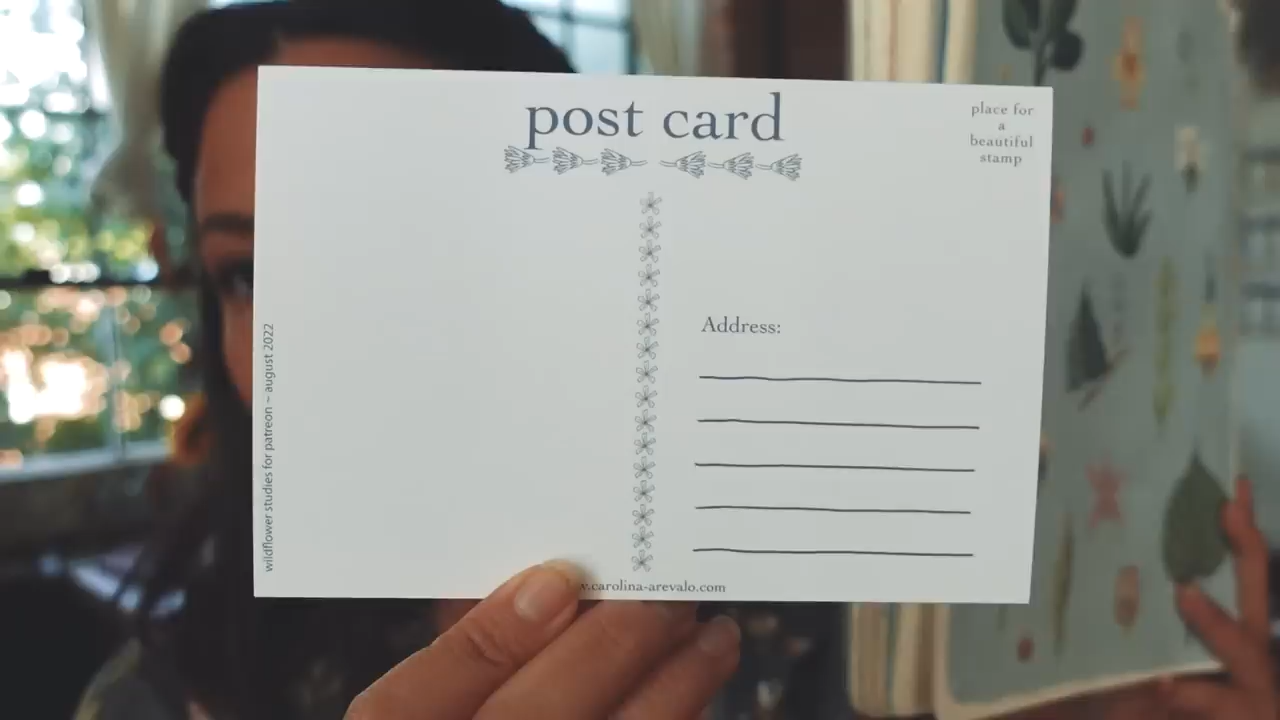 post card
place for
a
beautiful
stamp
Address:
wildflower studies for patreon ~ august 2022
.carolina-arevalo.com